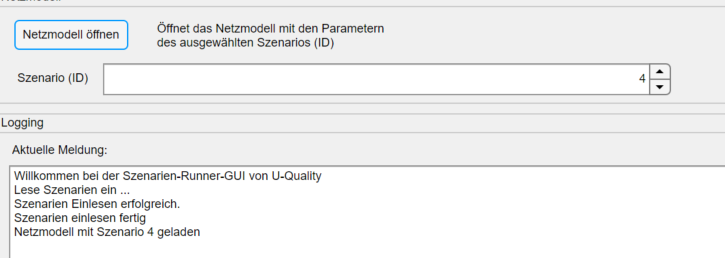 Netzmodell öffnen
Öffnet das Netzmodell mit den Parametern
des ausgewählten Szenarios (ID)
Szenario (ID)
4
Logging
Aktuelle Meldung:
Willkommen bei der Szenarien-Runner-GUI von U-Quality
Lese Szenarien ein ...
Szenarien Einlesen erfolgreich.
Szenarien einlesen fertig
Netzmodell mit Szenario 4 geladen